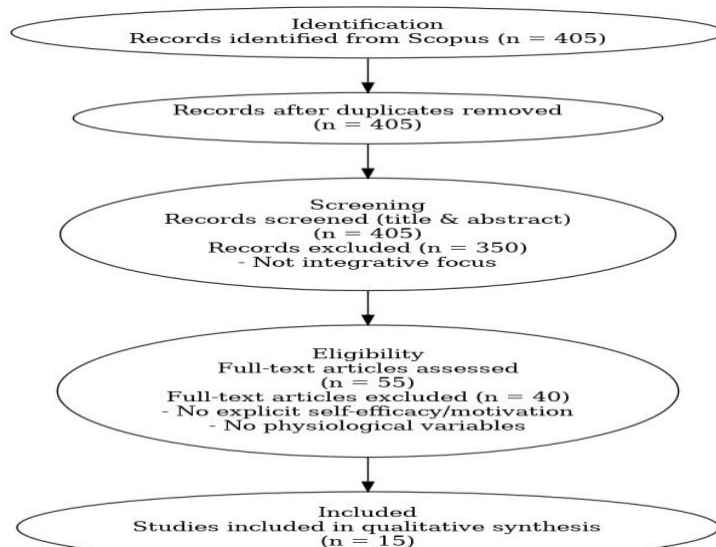 Identification
Records identified from Scopus (n = 405)
Records after duplicates removed
(n = 405)
Screening
Records screened (title & abstract)
(n = 405)
Records excluded (n = 350)
- Not integrative focus
Eligibility
Full-text articles assessed
(n = 55)
Full-text articles excluded (n = 40)
- No explicit self-efficacy/motivation
- No physiological variables
Included
Studies included in qualitative synthesis
(n = 15)